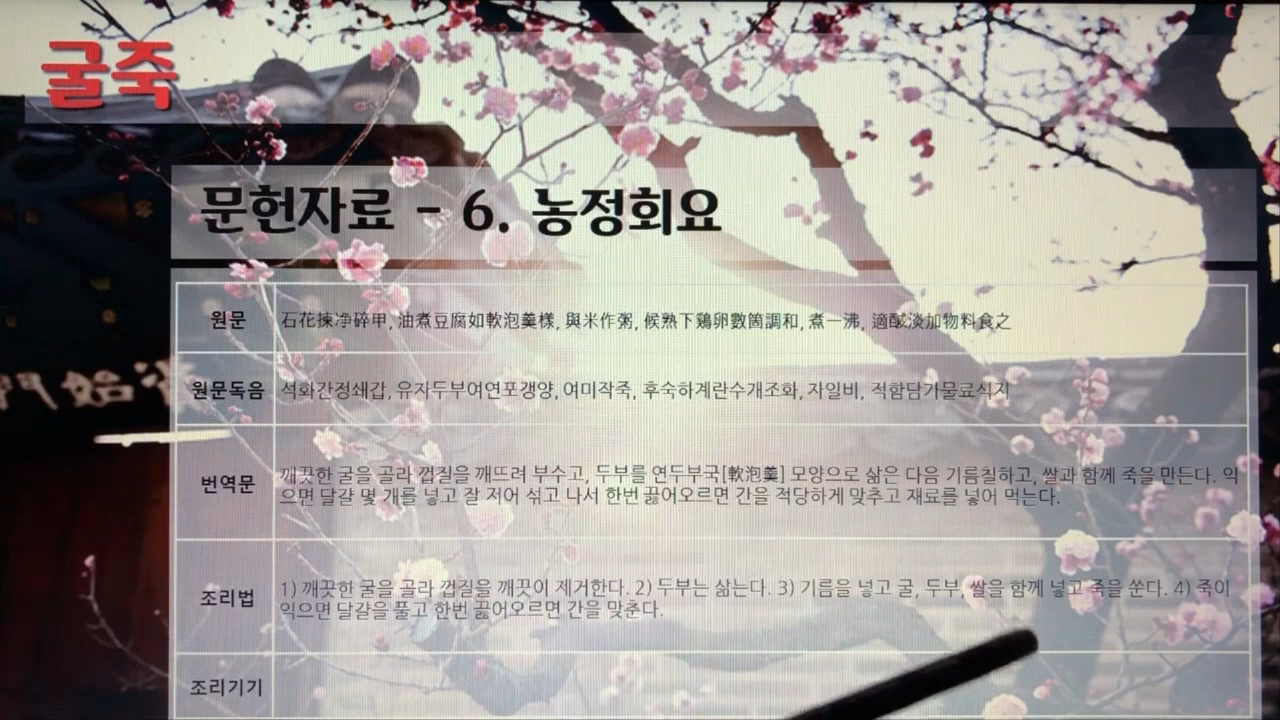 굴죽
문헌자료 - 6. 농정회요
원문
石花揀净碎甲, 油煮豆腐如軟泡羹樣, 與米作粥, 候熟下鷄卵數箇調和, 煮一沸, 適醎淡加物料食之
원문독음
석화간정쇄갑, 유자두부여연포갱양, 여미작죽, 후숙하계란수개조화, 자일비, 적함담가물료식지
번역문
깨끗한 굴을 골라 껍질을 깨뜨려 부수고, 두부를 연두부국[軟泡羹] 모양으로 삶은 다음 기름칠하고, 쌀과 함께 죽을 만든다. 익
으면 달걀 몇 개를 넣고 잘 저어 섞고 나서 한번 끓어오르면 간을 적당하게 맞추고 재료를 넣어 먹는다.
조리법
1) 깨끗한 굴을 골라 껍질을 깨끗이 제거한다. 2) 두부는 삶는다. 3) 기름을 넣고 굴, 두부, 쌀을 함께 넣고 죽을 쑨다. 4) 죽이
익으면 달걀을 풀고 한번 끓어오르면 간을 맞춘다.
조리기기
門始